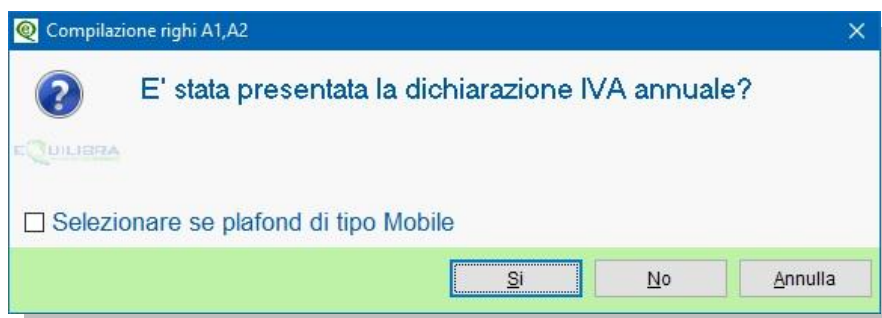 Compilazione righi A1,A2
E' stata presentata la dichiarazione IVA annuale?
EQUILIBRA
Selezionare se plafond di tipo Mobile
Si No Annulla